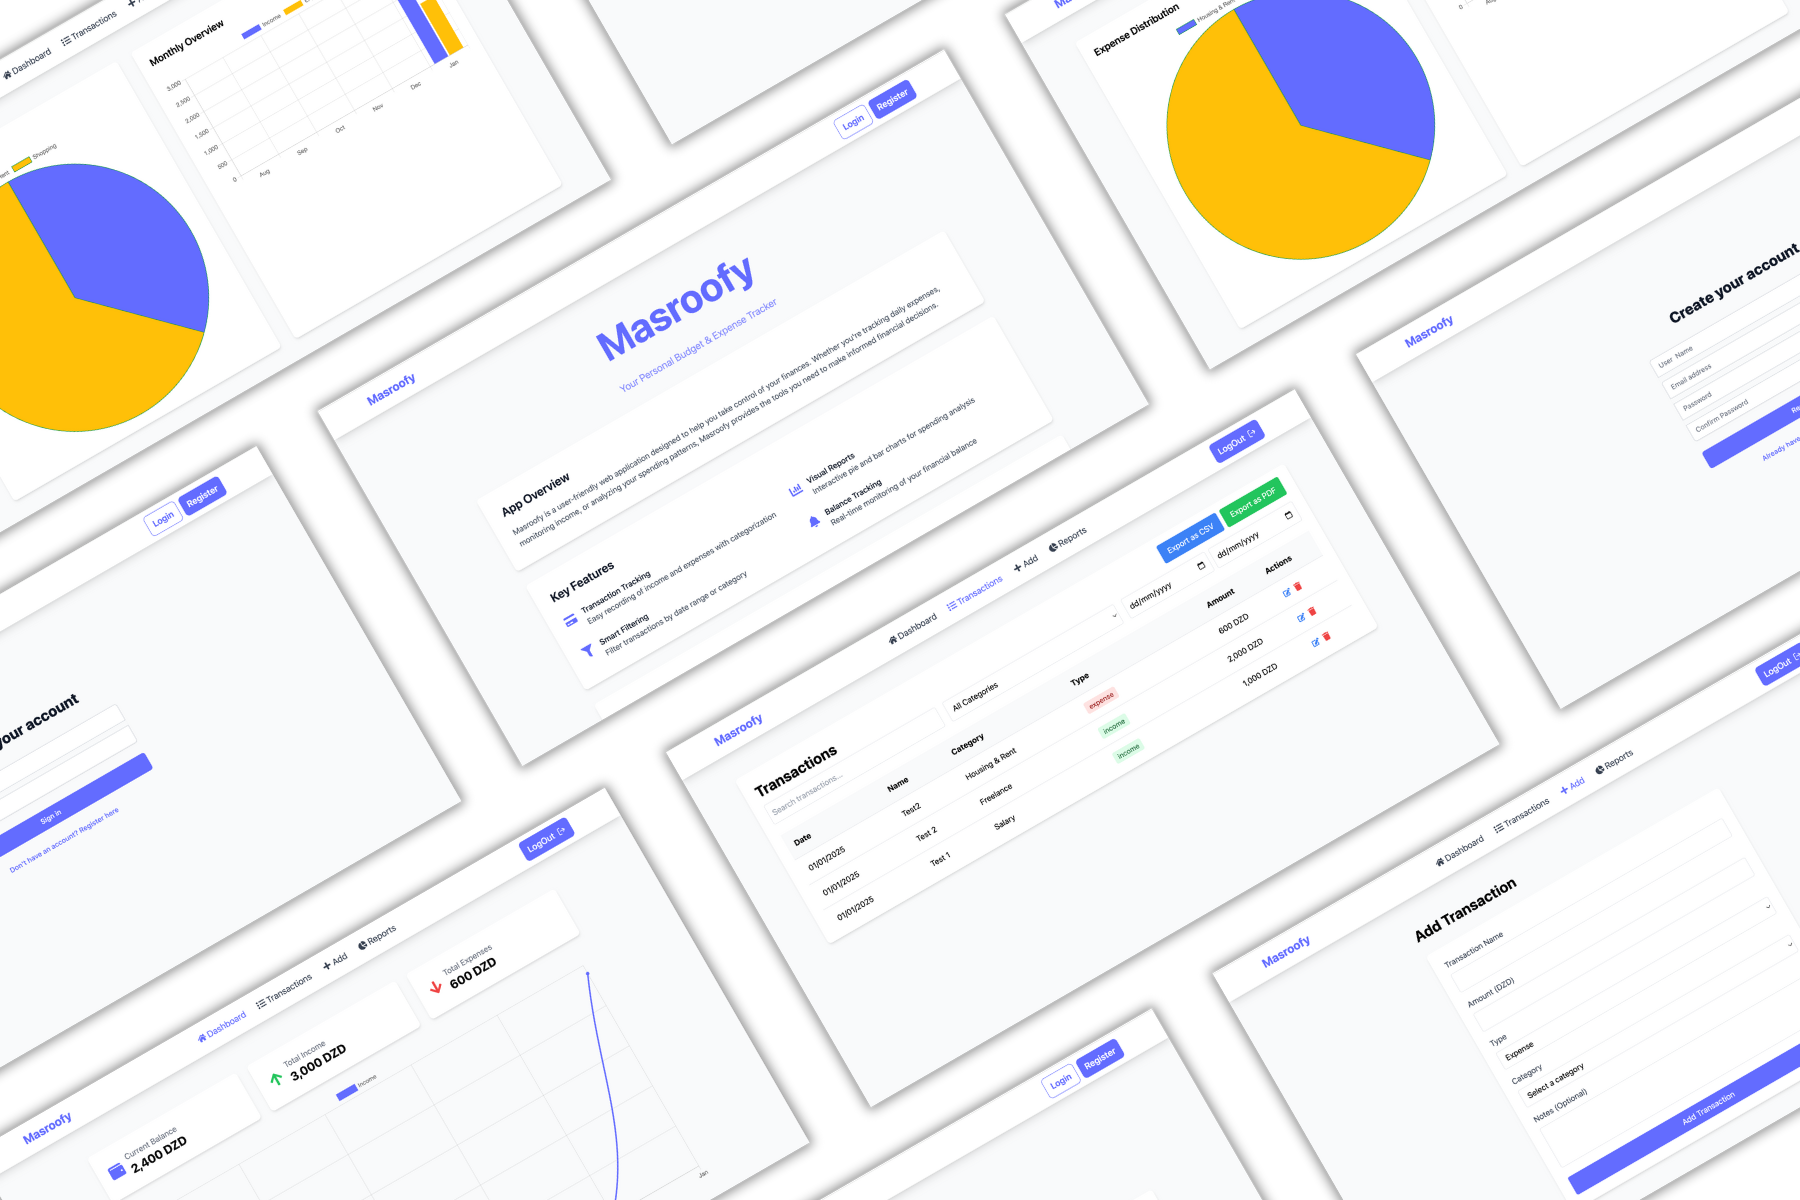 Dashboard
Transactions
Monthly Overview
Income
3,000
2,500
2,000
1,500
1,000
500
0
Aug
Sep
Oct
Nov
Dec
Jan
Shopping
Expense Distribution
Housing & Rent
0
Masroofy
Login
Register
Masroofy
Your Personal Budget & Expense Tracker
App Overview
Masroofy is a user-friendly web application designed to help you take control of your finances. Whether you're tracking daily expenses,
monitoring income, or analyzing your spending patterns, Masroofy provides the tools you need to make informed financial decisions.
Key Features
Transaction Tracking
Easy recording of income and expenses with categorization
Smart Filtering
Filter transactions by date range or category
Visual Reports
Interactive pie and bar charts for spending analysis
Balance Tracking
Real-time monitoring of your financial balance
Masroofy
Create your account
User Name
Email address
Password
Confirm Password
Already have
Login
Register
your account
Sign in
Don't have an account? Register here
Masroofy
Dashboard
Transactions
Add
Reports
LogOut
Transactions
Export as CSV
Export as PDF
Search transactions...
All Categories
dd/mm/yyyy
dd/mm/yyyy
Date
Name
Category
Type
Amount
Actions
01/01/2025
Test2
Housing & Rent
expense
600 DZD
01/01/2025
Test 2
Freelance
income
2,000 DZD
01/01/2025
Test 1
Salary
income
1,000 DZD
Masroofy
Dashboard
Transactions
Add
Reports
LogOut
Current Balance
2,400 DZD
Total Income
3,000 DZD
Total Expenses
600 DZD
Income
Jan
Login
Register
Masroofy
Dashboard
Transactions
Add
Reports
LogOut
Add Transaction
Transaction Name
Amount (DZD)
Type
Expense
Category
Select a category
Notes (Optional)
Add Transaction